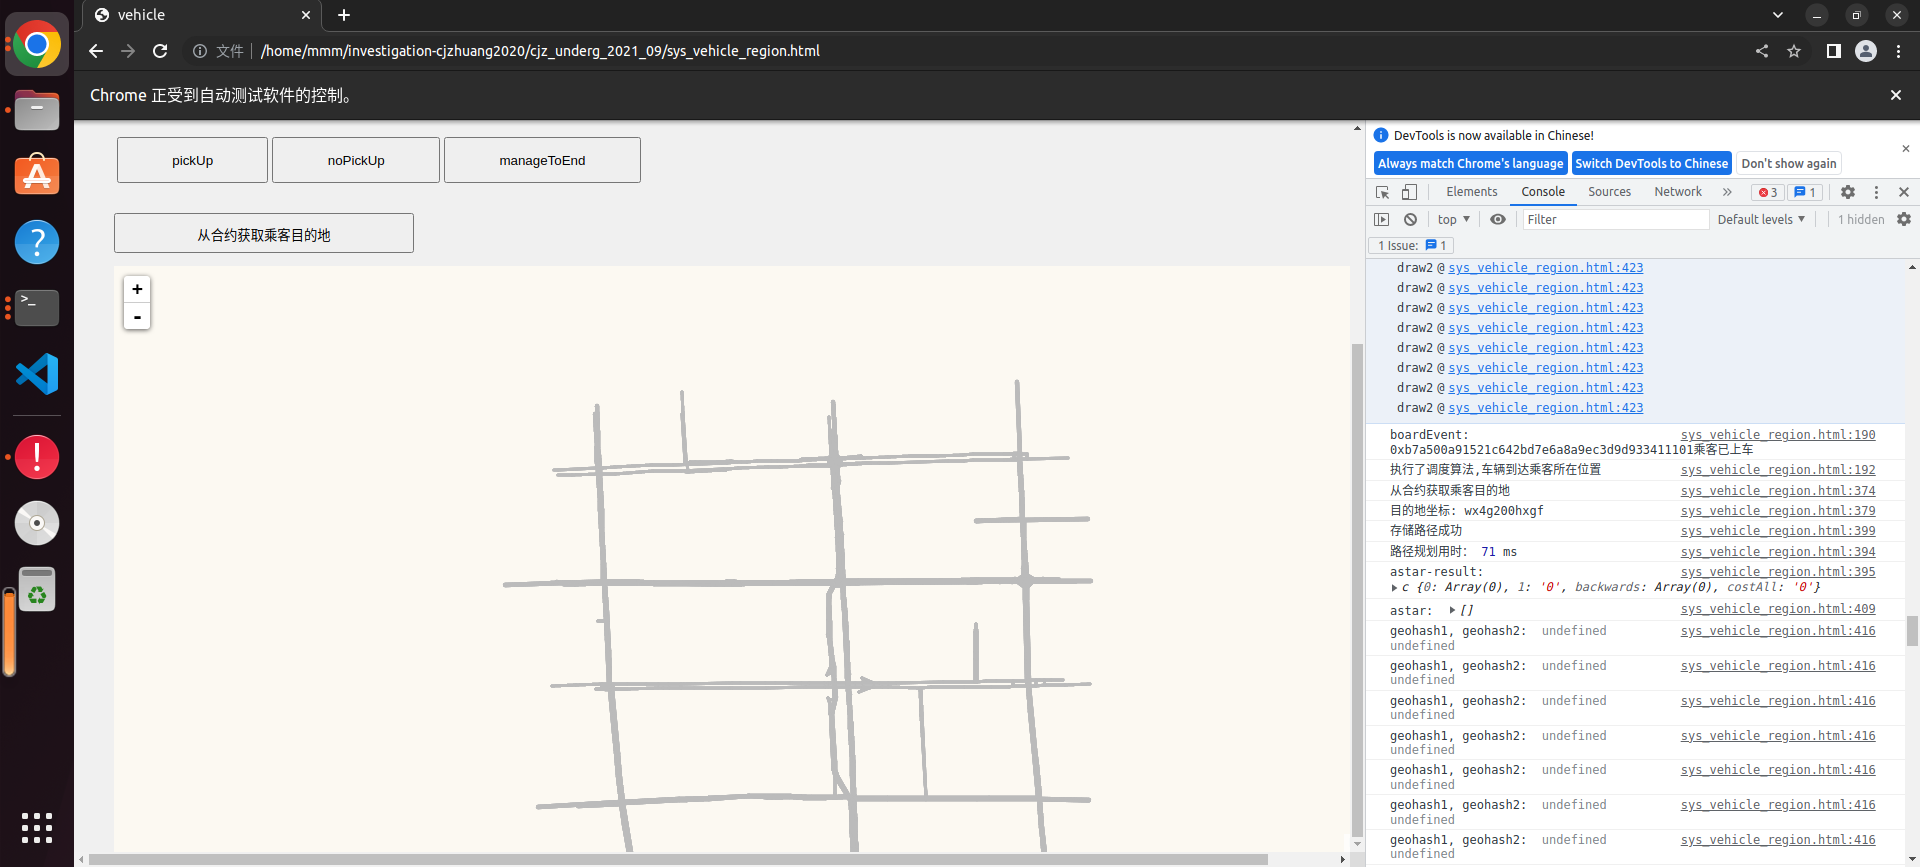 vehicle
文件
/home/mmm/investigation-cjzhuang2020/cjz_underg_2021_09/sys_vehicle_region.html
Chrome 正受到自动测试软件的控制。
pickUp
noPickUp
manageToEnd
从合约获取乘客目的地
+
-
DevTools is now available in Chinese!
Always match Chrome's language
Switch DevTools to Chinese
Don't show again
Elements
Console
Sources
Network
3
1
top
Filter
Default levels
1 hidden
1 Issue: 1
draw2 @ sys_vehicle_region.html:423
draw2 @ sys_vehicle_region.html:423
draw2 @ sys_vehicle_region.html:423
draw2 @ sys_vehicle_region.html:423
draw2 @ sys_vehicle_region.html:423
draw2 @ sys_vehicle_region.html:423
draw2 @ sys_vehicle_region.html:423
draw2 @ sys_vehicle_region.html:423
boardEvent: sys_vehicle_region.html:190
0xb7a500a91521c642bd7e6a8a9ec3d9d933411101乘客已上车
执行了调度算法,车辆到达乘客所在位置 sys_vehicle_region.html:192
从合约获取乘客目的地 sys_vehicle_region.html:374
目的地坐标: wx4g200hxgf sys_vehicle_region.html:379
存储路径成功 sys_vehicle_region.html:399
路径规划用时: 71 ms sys_vehicle_region.html:394
astar-result: sys_vehicle_region.html:395
c {0: Array(0), 1: '0', backwards: Array(0), costAll: '0'}
astar: [] sys_vehicle_region.html:409
geohash1, geohash2: undefined sys_vehicle_region.html:416
undefined
geohash1, geohash2: undefined sys_vehicle_region.html:416
undefined
geohash1, geohash2: undefined sys_vehicle_region.html:416
undefined
geohash1, geohash2: undefined sys_vehicle_region.html:416
undefined
geohash1, geohash2: undefined sys_vehicle_region.html:416
undefined
geohash1, geohash2: undefined sys_vehicle_region.html:416
undefined
geohash1, geohash2: undefined sys_vehicle_region.html:416
undefined